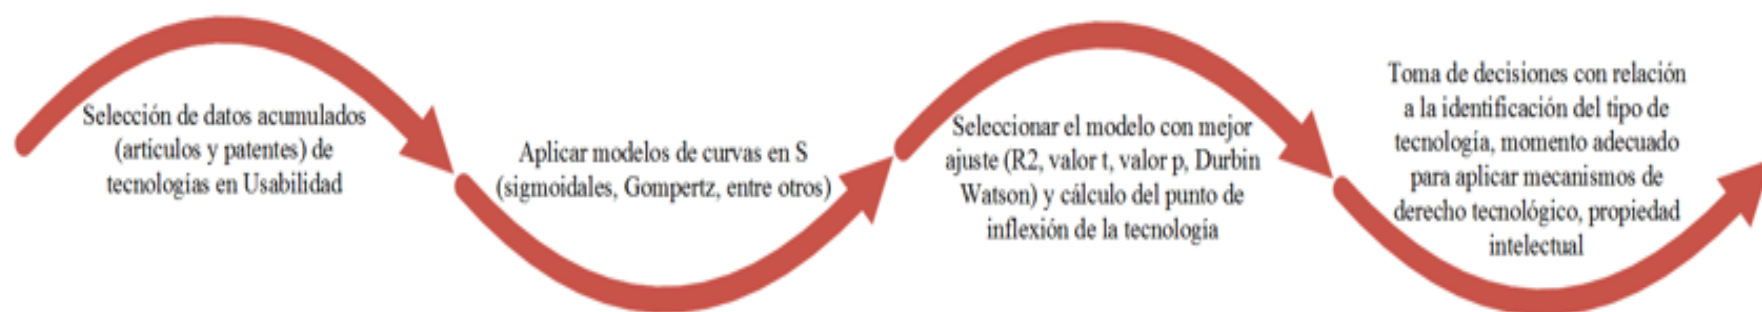 Selección de datos acumulados
(articulos y patentes) de
tecnologías en Usabilidad
Aplicar modelos de curvas en S
(sigmoidales, Gompertz, entre otros)
Seleccionar el modelo con mejor
ajuste (R2, valor t, valor p, Durbin
Watson) y cálculo del punto de
inflexión de la tecnología
Toma de decisiones con relación
a la identificación del tipo de
tecnología, momento adecuado
para aplicar mecanismos de
derecho tecnológico, propiedad
intelectual